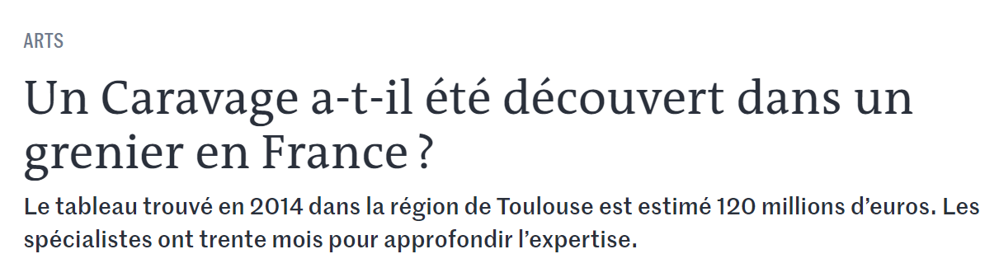 ARTS
Un Caravage a-t-il été découvert dans un
grenier en France ?
Le tableau trouvé en 2014 dans la région de Toulouse est estimé 120 millions d’euros. Les
spécialistes ont trente mois pour approfondir l’expertise.